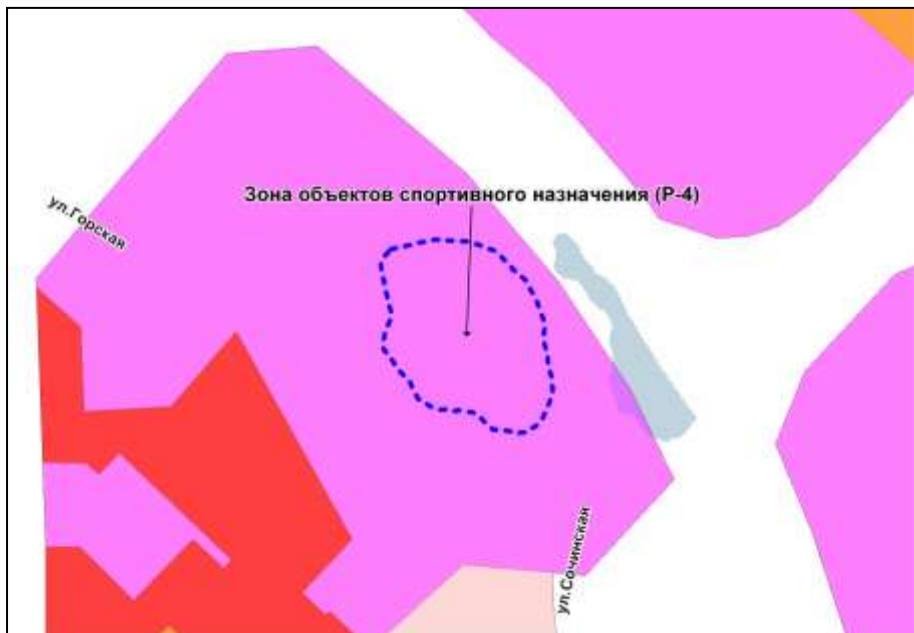 Зона объектов спортивного назначения (Р-4)
ул.Горская
ул.Сочинская